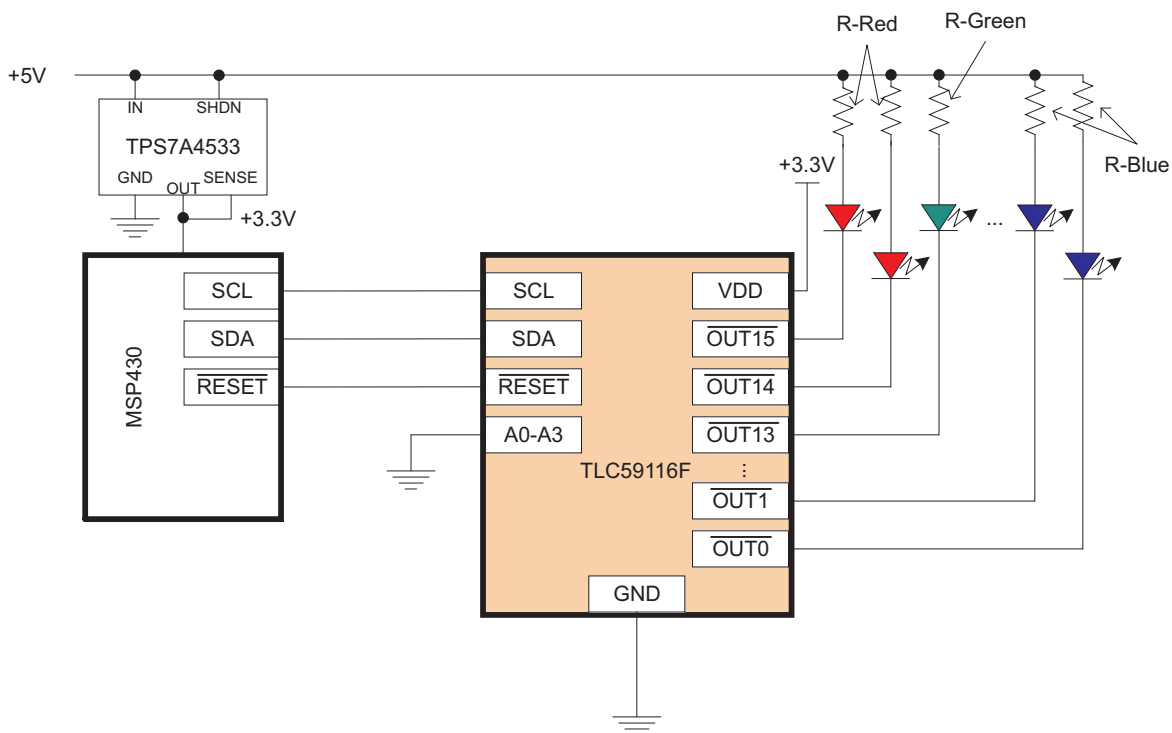 R-Red
R-Green
+5V
IN
SHDN
TPS7A4533
GND
OUT
SENSE
+3.3V
+3.3V
R-Blue
...
MSP430
SCL
SDA
RESET
SCL
SDA
RESET
A0-A3
TLC59116F
VDD
OUT15
OUT14
OUT13
...
OUT1
OUT0
GND